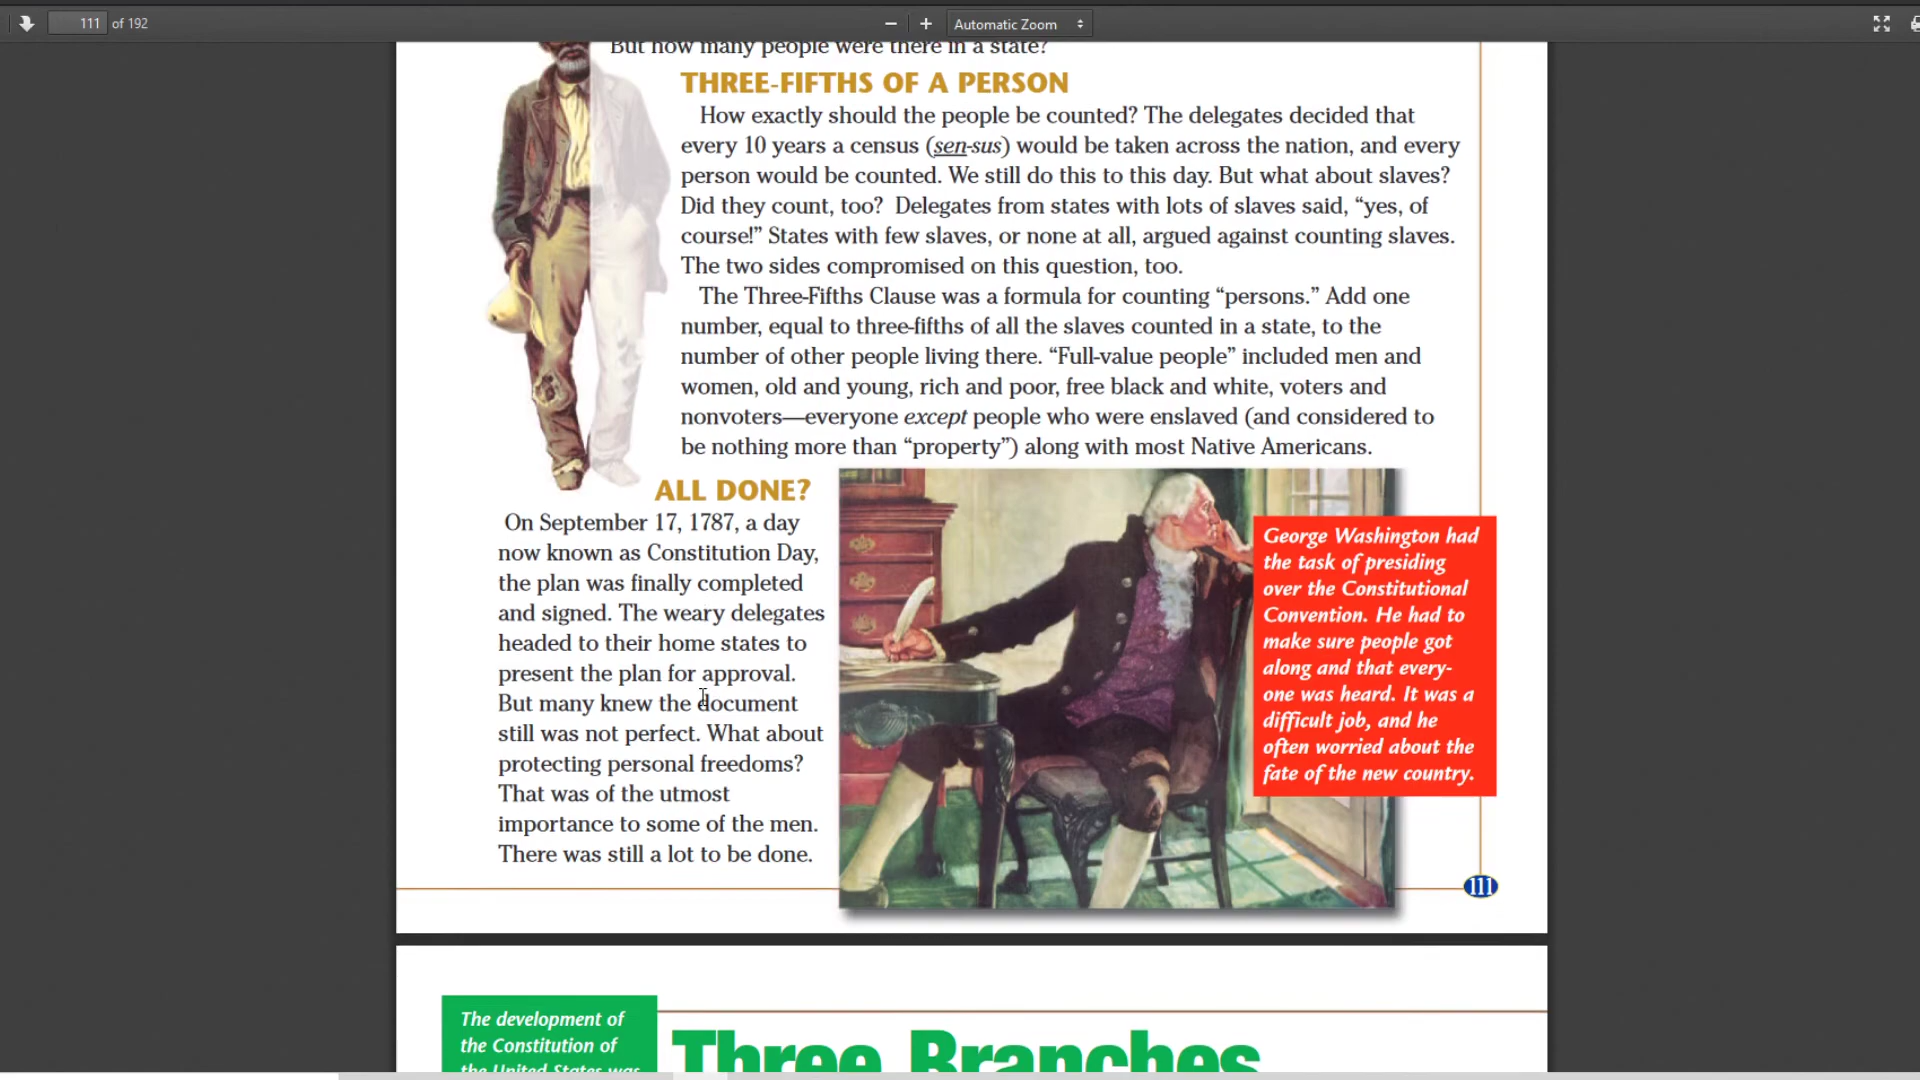 111 of 192
Automatic Zoom
But how many people were there in a state?
THREE-FIFTHS OF A PERSON
How exactly should the people be counted? The delegates decided that
every 10 years a census (sen-sus) would be taken across the nation, and every
person would be counted. We still do this to this day. But what about slaves?
Did they count, too? Delegates from states with lots of slaves said, “yes, of
course!” States with few slaves, or none at all, argued against counting slaves.
The two sides compromised on this question, too.
The Three-Fifths Clause was a formula for counting “persons.” Add one
number, equal to three-fifths of all the slaves counted in a state, to the
number of other people living there. “Full-value people” included men and
women, old and young, rich and poor, free black and white, voters and
nonvoters—everyone except people who were enslaved (and considered to
be nothing more than “property”) along with most Native Americans.
ALL DONE?
On September 17, 1787, a day
now known as Constitution Day,
the plan was finally completed
and signed. The weary delegates
headed to their home states to
present the plan for approval.
But many knew the document
still was not perfect. What about
protecting personal freedoms?
That was of the utmost
importance to some of the men.
There was still a lot to be done.
George Washington had
the task of presiding
over the Constitutional
Convention. He had to
make sure people got
along and that every-
one was heard. It was a
difficult job, and he
often worried about the
fate of the new country.
111
The development of
the Constitution of
the United States was
Three Branches